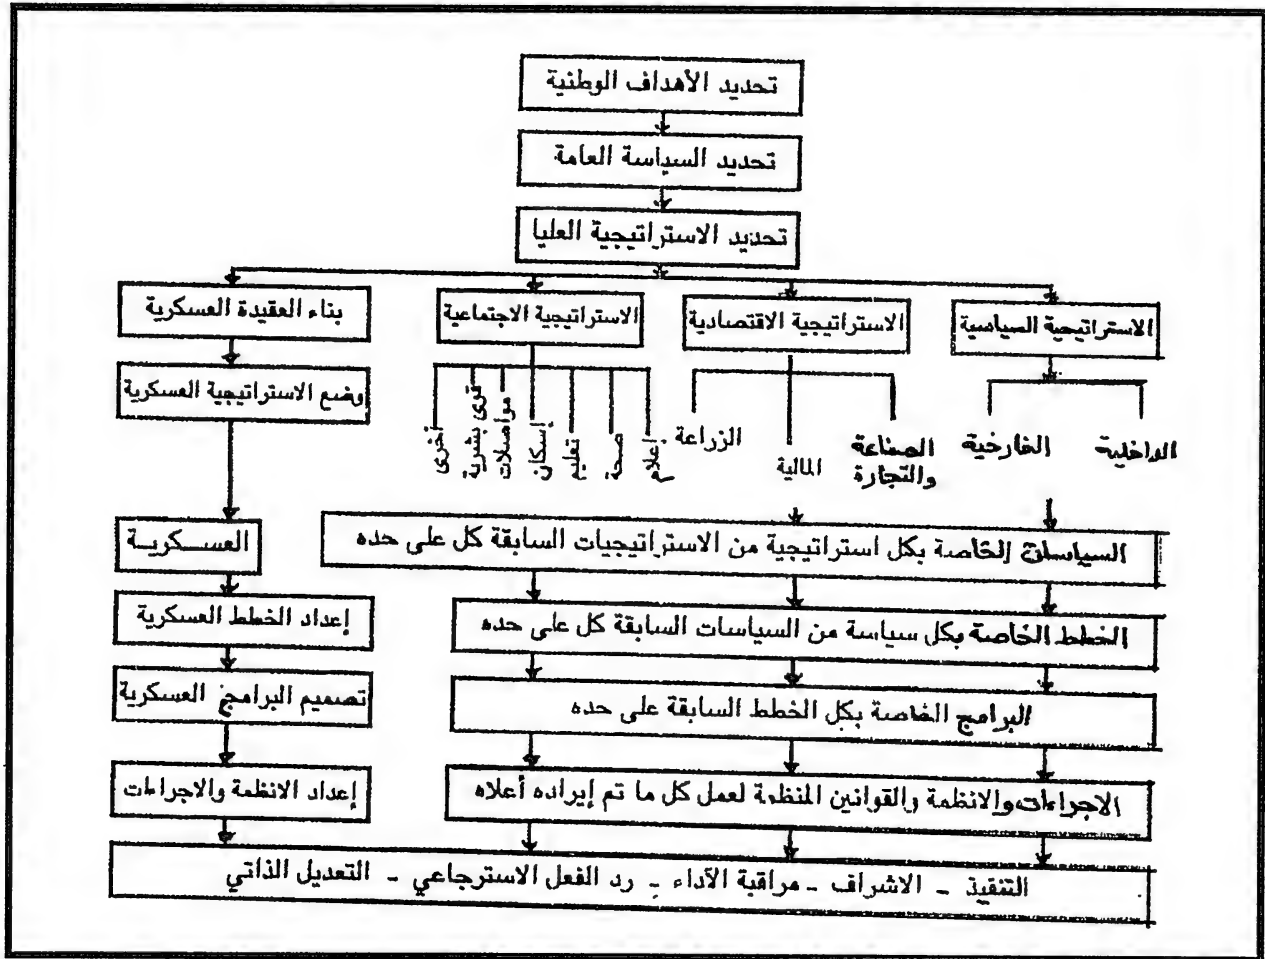 تحديد الأهداف الوطنية
تحديد السياسة العامة
تحديد الاستراتيجية العليا
الاستراتيجية السياسية
الاستراتيجية الاقتصادية
الاستراتيجية الاجتماعية
بناء العقيدة العسكرية
وضع الاستراتيجية العسكرية
الداخلية
الخارجية
الصناعة
والتجارة
المالية
الزراعة
إعلام
صحة
تعليم
إسكان
مواصلات
قوى بشرية
أخرى
السياسات الخاصة بكل استراتيجية من الاستراتيجيات السابقة كل على حده
العسـكريـة
الخطط الخاصة بكل سياسة من السياسات السابقة كل على حده
إعداد الخطط العسكرية
البرامج الخاصة بكل الخطط السابقة على حده
تصميم البرامج العسكرية
الاجراءات والانظمة والقوانين المنظمة لعمل كل ما تم إيراده أعلاه
إعداد الانظمة والاجراءات
التنفيذ - الاشراف - مراقبة الآداء - رد الفعل الاسترجاعي - التعديل الذاتي